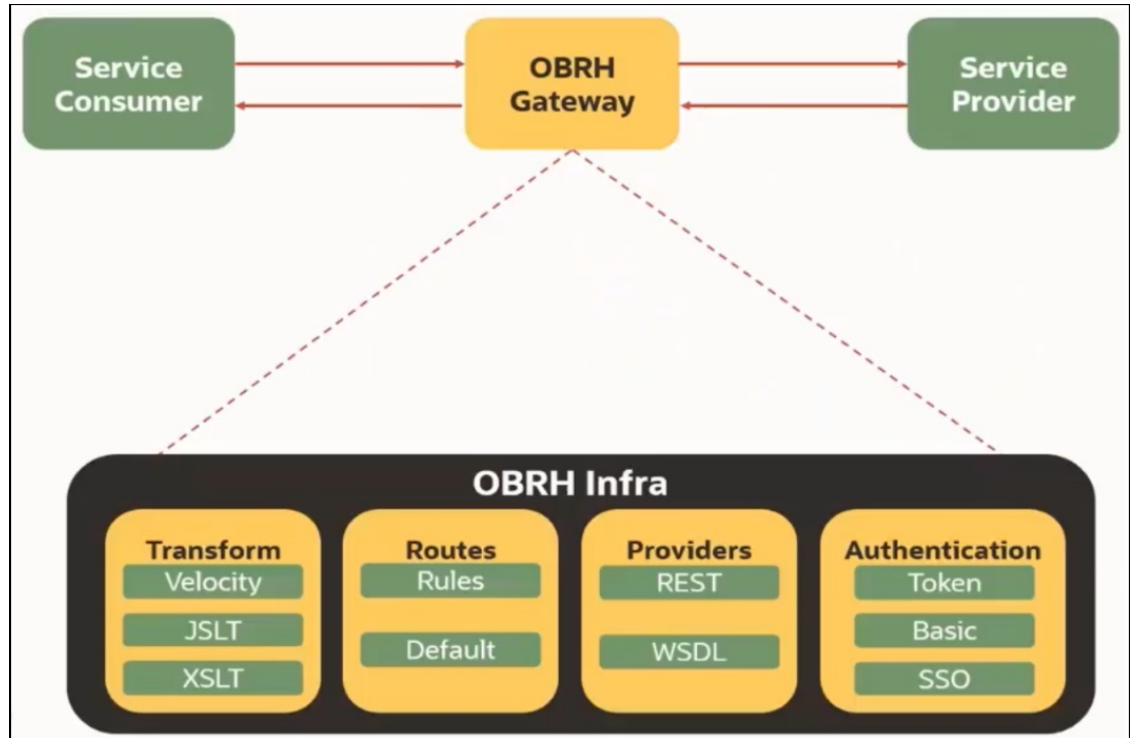 Service
Consumer
OBRH
Gateway
Service
Provider
OBRH Infra
Transform
Velocity
JSLT
XSLT
Routes
Rules
Default
Providers
REST
WSDL
Authentication
Token
Basic
SSO